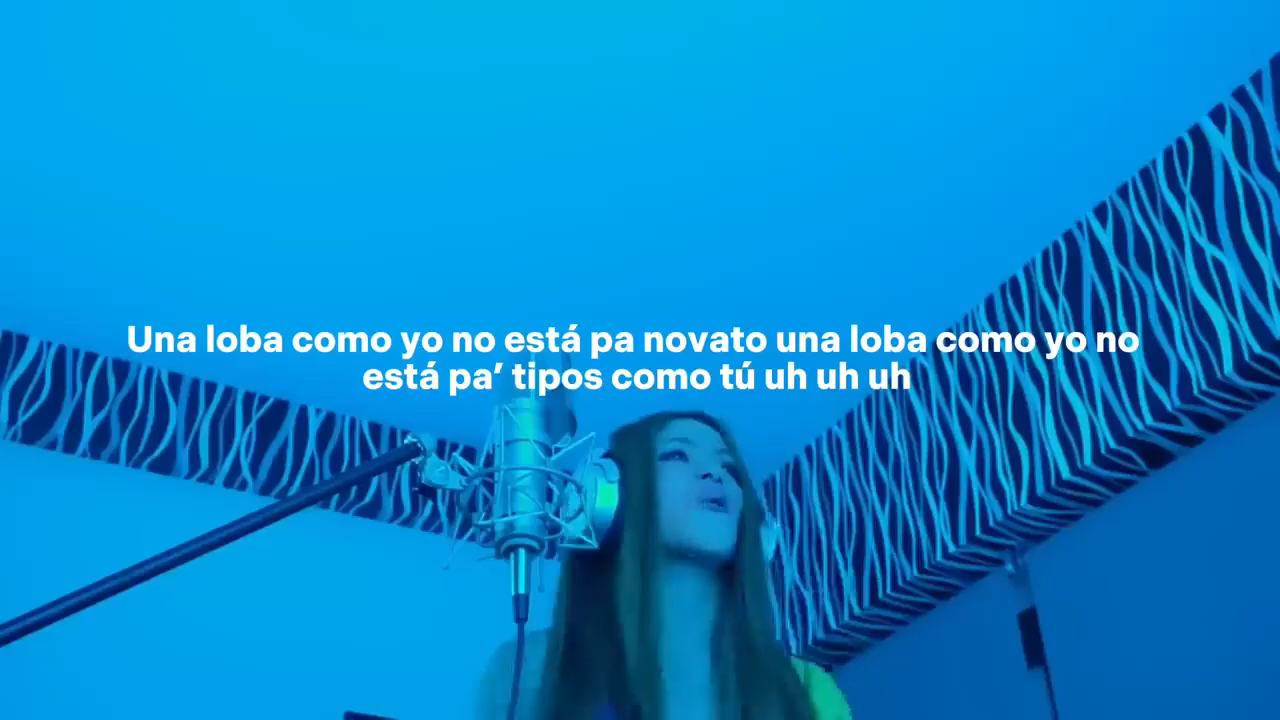 Una loba como yo no está pa novato una loba como yo no
está pa’ tipos como tú uh uh uh